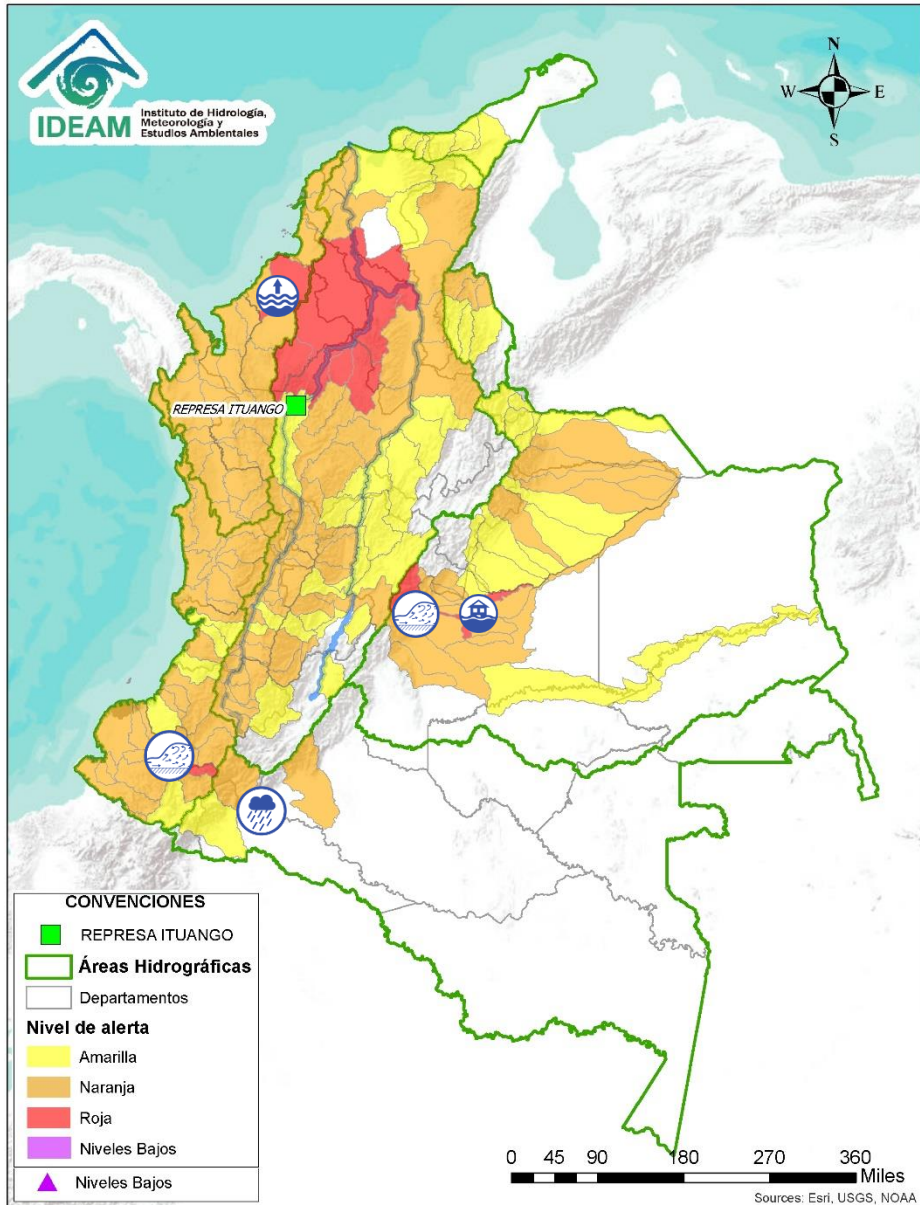 IDEAM
Instituto de Hidrología,
Meteorología y
Estudios Ambientales
N
W
E
S
REPRESA ITUANGO
CONVENCIONES
REPRESA ITUANGO
Áreas Hidrográficas
Departamentos
Nivel de alerta
Amarilla
Naranja
Roja
Niveles Bajos
Niveles Bajos
0 45 90 180 270 360
Miles
Sources: Esri, USGS, NOAA